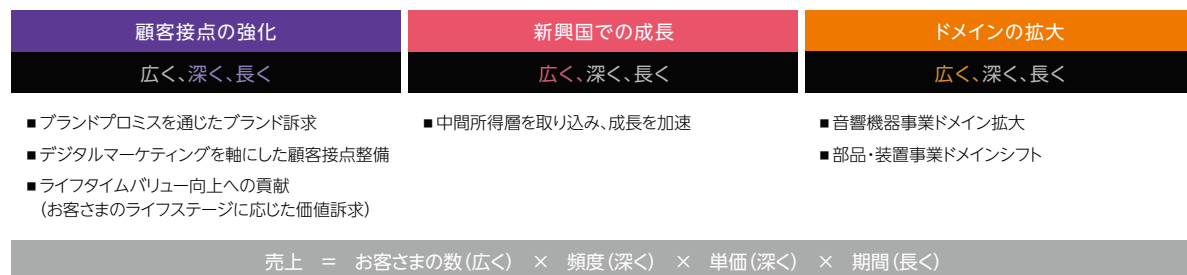 顧客接点の強化
広く、深く、長く
■ブランドプロミスを通じたブランド訴求
■デジタルマーケティングを軸にした顧客接点整備
■ライフタイムバリュー向上への貢献
（お客さまのライフステージに応じた価値訴求）
新興国での成長
広く、深く、長く
■中間所得層を取り込み、成長を加速
ドメインの拡大
広く、深く、長く
■音響機器事業ドメイン拡大
■部品・装置事業ドメインシフト
売上 ＝ お客さまの数（広く） × 頻度（深く） × 単価（深く） × 期間（長く）